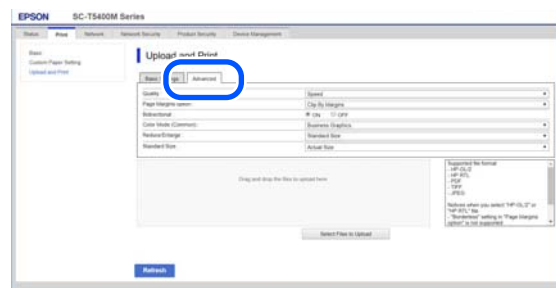 EPSON SC-T5400M Series
Status Print Network Network Security Product Security Device Management
Basic
Custom Paper Setting
Upload and Print
Upload and Print
Advanced
Quality Speed
Page Margins option Clip By Margins
Bidirectional ON OFF
Color Mode (Common) Business Graphics
Reduce/Enlarge Standard Size
Standard Size Actual Size
Drag and drop the files to upload here.
Supported file format
- HP-GL/2
- HP RTL
- PDF
- TIFF
- JPEG
Notices when you select "HP-GL/2" or
"HP RTL" file
- "Borderless" setting in "Page Margins
option" is not supported
Select Files to Upload
Refresh